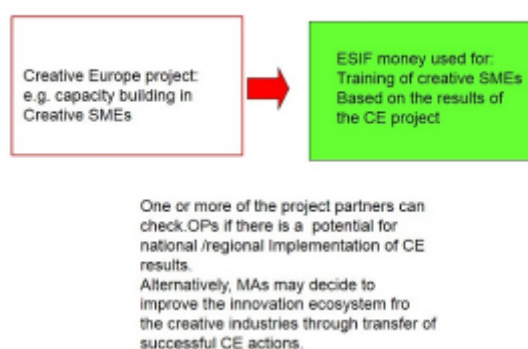 Creative Europe project:
e.g. capacity building in
Creative SMEs
ESIF money used for:
Training of creative SMEs
Based on the results of
the CE project
One or more of the project partners can
check.OPs if there is a potential for
national /regional Implementation of CE
results.
Alternatively, MAs may decide to
improve the innovation ecosystem fro
the creative industries through transfer of
successful CE actions.